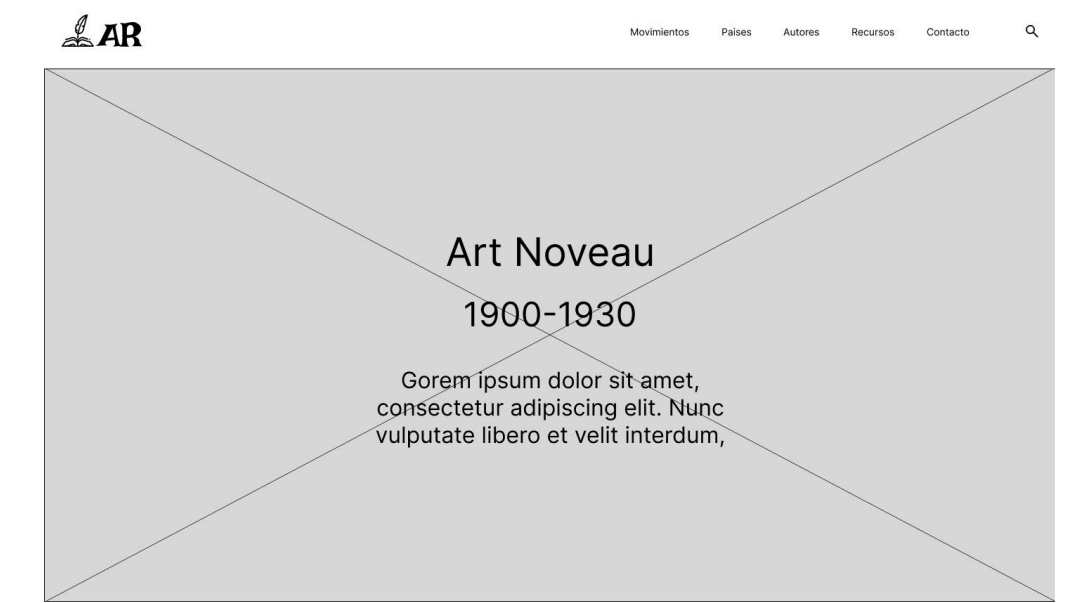 AR
Movimientos Paises Autores Recursos Contacto
Art Noveau
1900-1930
Gorem ipsum dolor sit amet,
consectetur adipiscing elit. Nunc
vulputate libero et velit interdum,